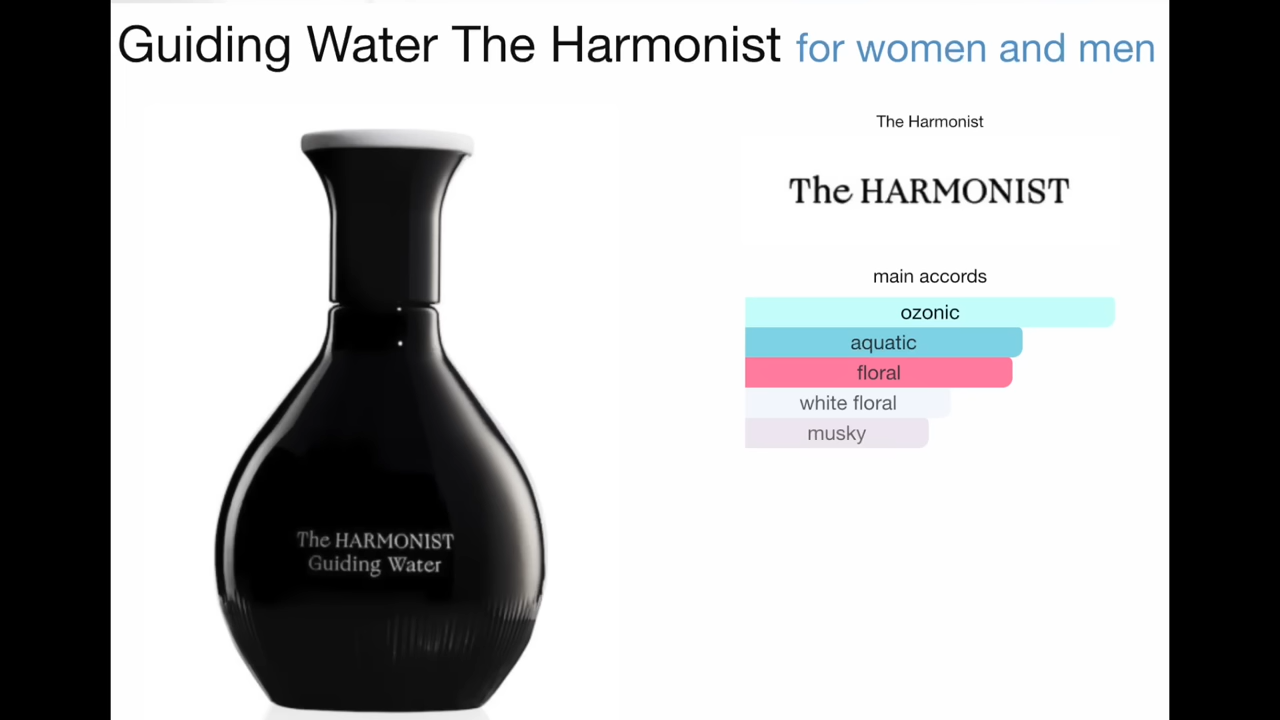 Guiding Water The Harmonist for women and men
The Harmonist
The HARMONIST
main accords
ozonic
aquatic
floral
white floral
musky
The HARMONIST
Guiding Water